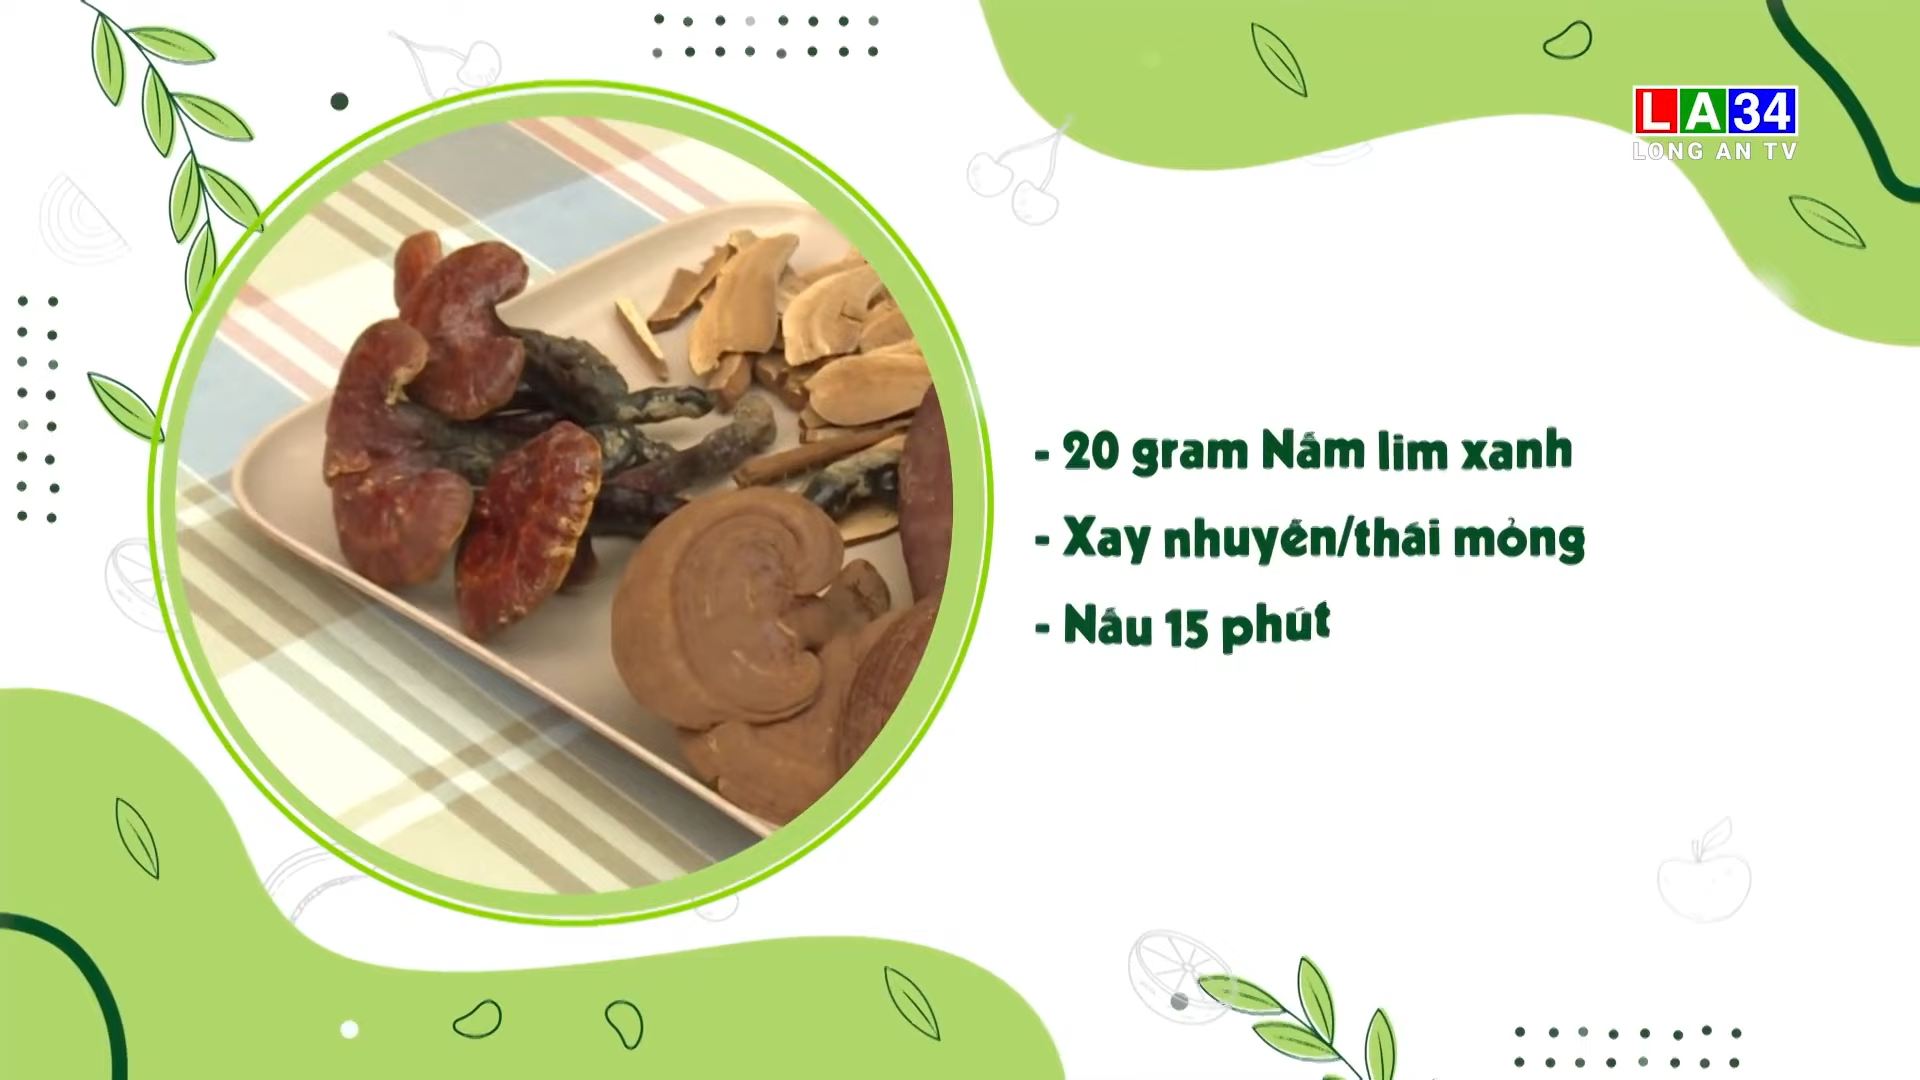 LA34
LONG AN TV
- 20 gram Nấm lim xanh
- Xay nhuyễn/thái mỏng
- Nấu 15 phút